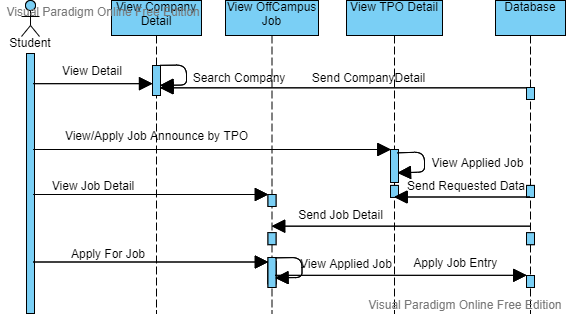 Visual Paradigm Online Free Edition
Student
View Company
Detail
View OffCampus
Job
View TPO Detail
Database
View Detail
Search Company
Send CompanyDetail
View/Apply Job Announce by TPO
View Applied Job
View Job Detail
Send Requested Data
Send Job Detail
Apply For Job
View Applied Job
Apply Job Entry
Visual Paradigm Online Free Edition